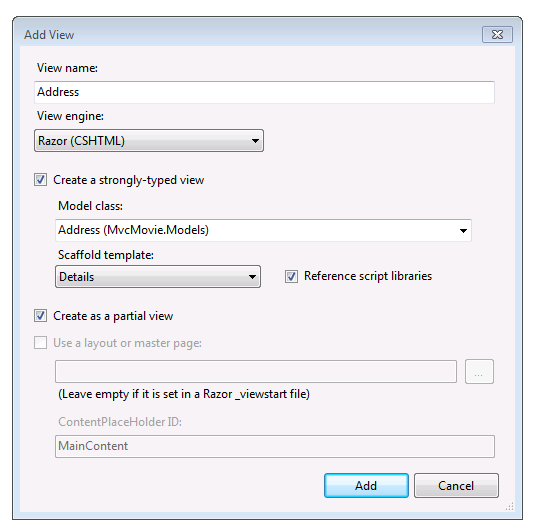 Add View
View name:
Address
View engine:
Razor (CSHTML)
Create a strongly-typed view
Model class:
Address (MvcMovie.Models)
Scaffold template:
Details
Reference script libraries
Create as a partial view
Use a layout or master page:
...
(Leave empty if it is set in a Razor _viewstart file)
ContentPlaceHolder ID:
MainContent
Add
Cancel